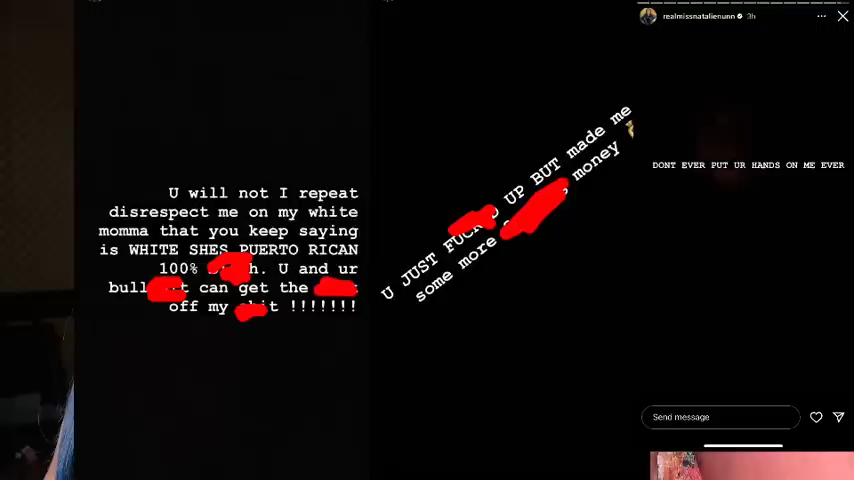 U will not I repeat
disrespect me on my white
momma that you keep saying
is WHITE SHES PUERTO RICAN
100% h. U and ur
bull t can get the
off my t !!!!!!!
U JUST FUC D UP BUT made me
some more money
realmissnatalienunn 3h
DONT EVER PUT UR HANDS ON ME EVER
Send message